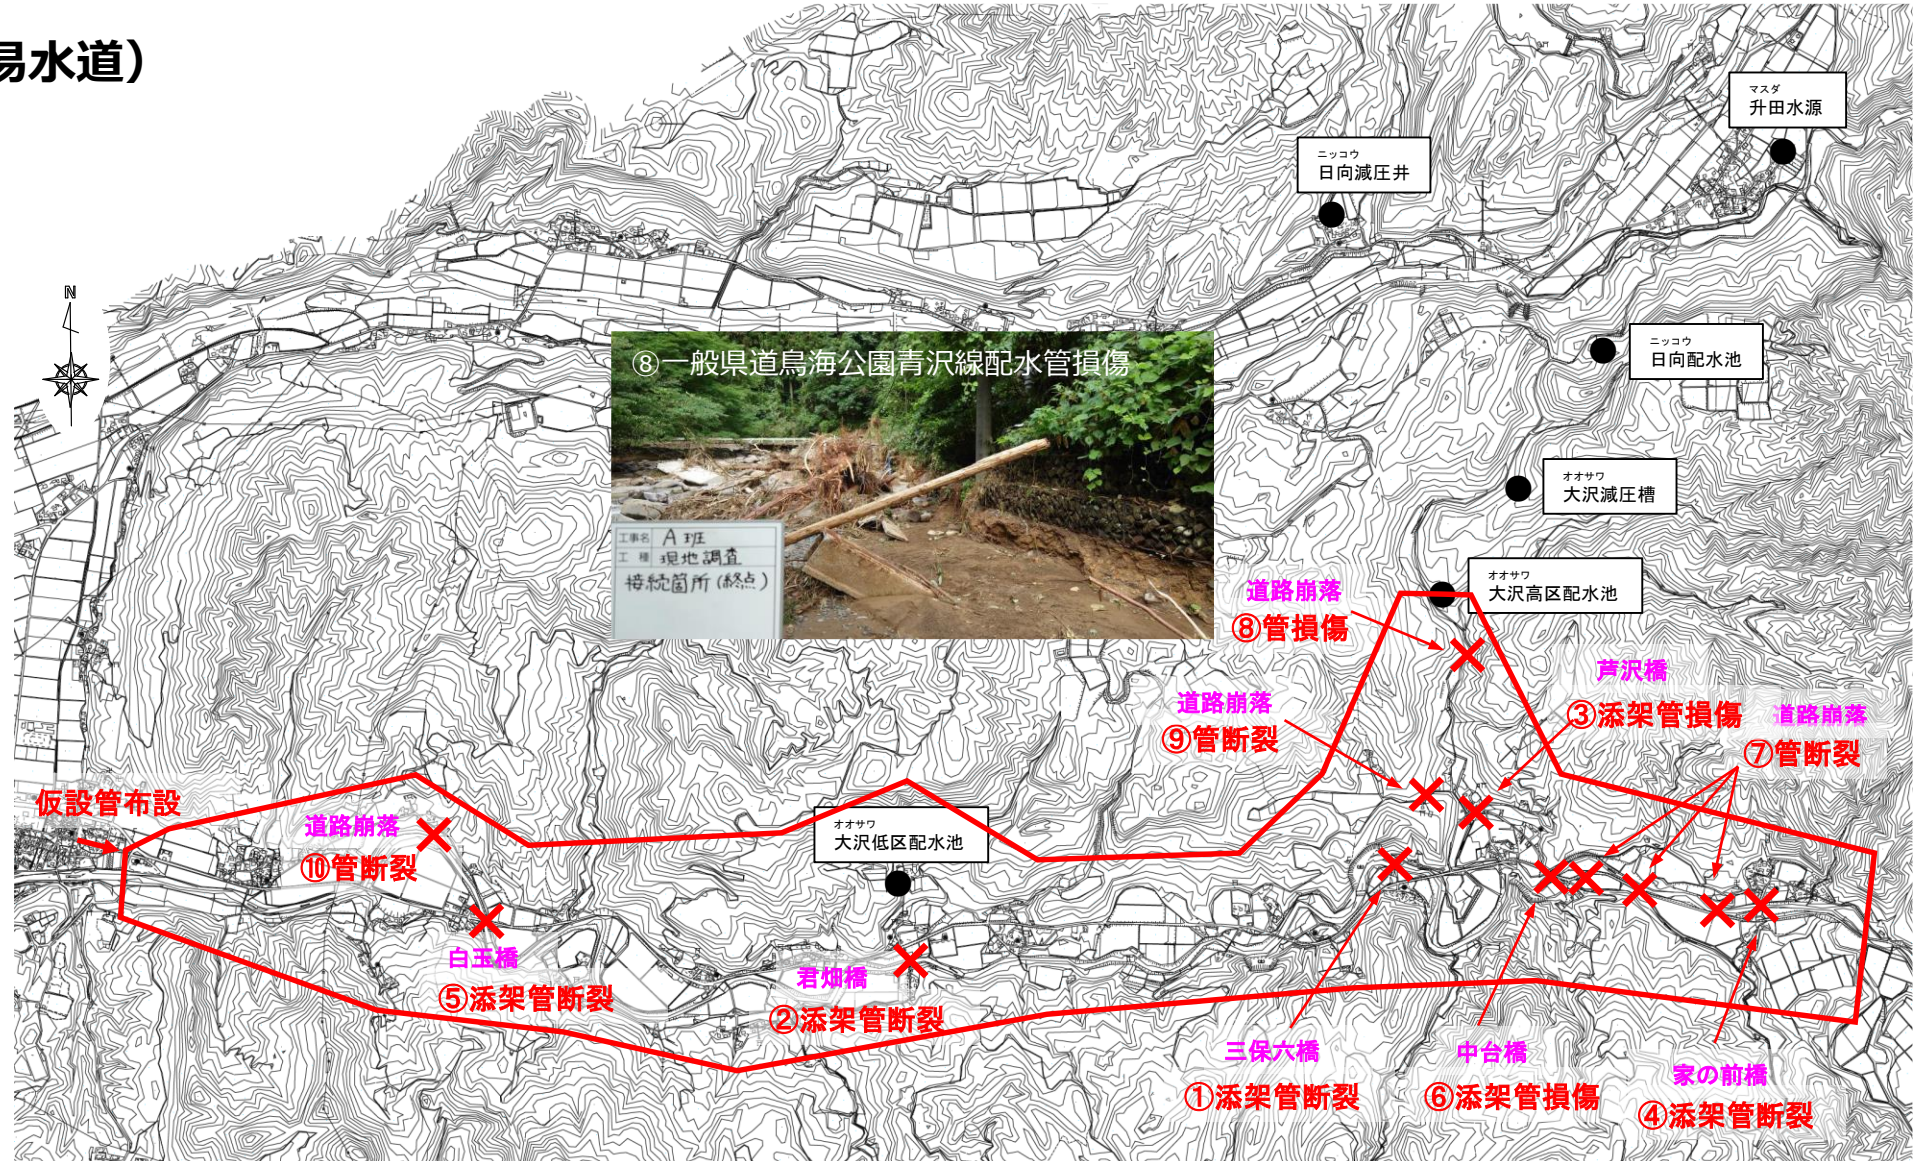 易水道）
マスダ
升田水源
ニッコウ
日向減圧井
N
ニッコウ
日向配水池
⑧一般県道鳥海公園青沢線配水管損傷
オオサワ
大沢減圧槽
工事名 A班
工種 現地調査
接続箇所(終点)
オオサワ
大沢高区配水池
道路崩落
⑧管損傷
芦沢橋
③添架管損傷
道路崩落
⑨管断裂
道路崩落
⑦管断裂
仮設管布設
道路崩落
⑩管断裂
オオサワ
大沢低区配水池
白玉橋
⑤添架管断裂
君畑橋
②添架管断裂
三保六橋
①添架管断裂
中台橋
⑥添架管損傷
家の前橋
④添架管断裂